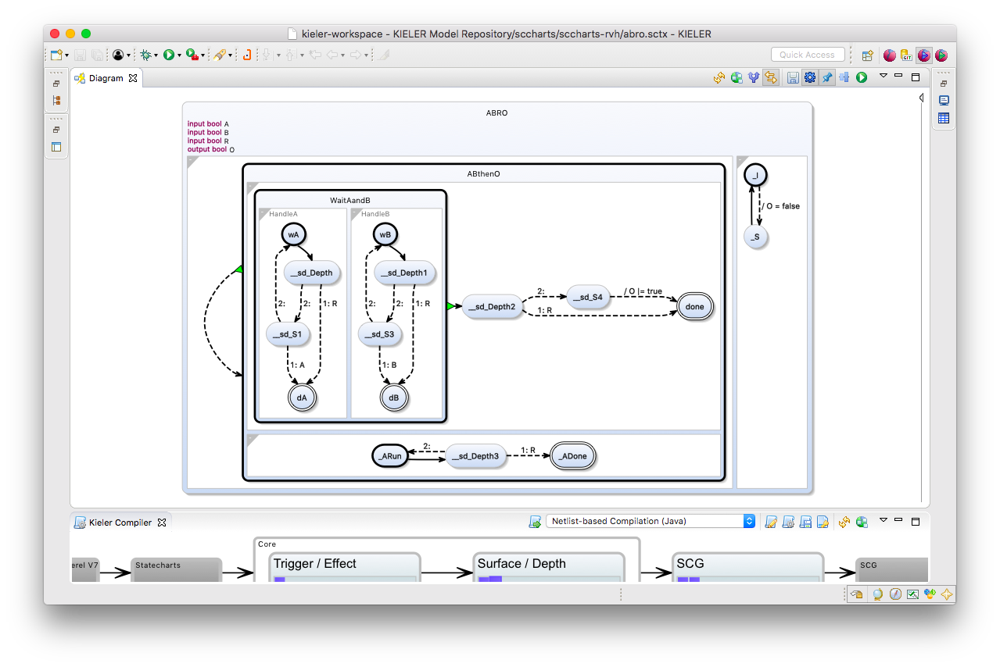 kieler-workspace - KIELER Model Repository/sccharts/sccharts-rvh/abro.sctx - KIELER
Quick Access
GIT
Diagram
ABRO
input bool A
input bool B
input bool R
output bool O
ABthenO
WaitAandB
HandleA
HandleB
wA
wB
__sd_Depth
__sd_Depth1
2:
2:
1: R
2:
2:
1: R
__sd_S1
__sd_S3
1: A
1: B
dA
dB
__sd_Depth2
2:
1: R
__sd_S4
/ O |= true
done
_ARun
2:
__sd_Depth3
1: R
_ADone
_I
/ O = false
_S
Kieler Compiler
Netlist-based Compilation (Java)
erel V7
Statecharts
Core
Trigger / Effect
Surface / Depth
SCG
SCG